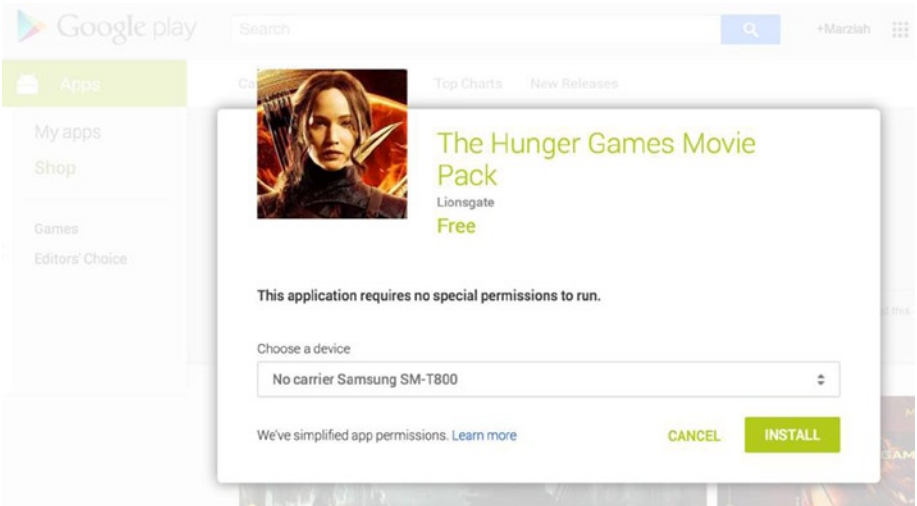 Google play
Search
+Marziah
Apps
Top Charts
New Releases
My apps
Shop
Games
Editors' Choice
The Hunger Games Movie
Pack
Lionsgate
Free
This application requires no special permissions to run.
Choose a device
No carrier Samsung SM-T800
We've simplified app permissions. Learn more
CANCEL
INSTALL